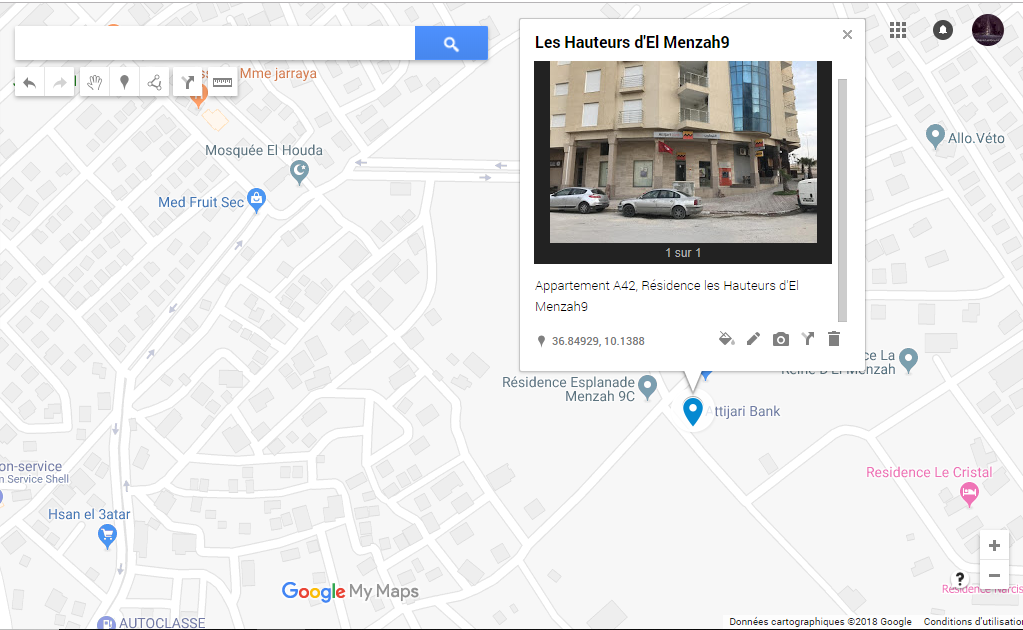 Les Hauteurs d'El Menzah9
1 sur 1
Appartement A42, Résidence les Hauteurs d'El
Menzah9
36.84929, 10.1388
Mme jarraya
Mosquée El Houda
Med Fruit Sec
Allo.Véto
ce La
Reine D'El Menzah
Résidence Esplanade
Menzah 9C
ttijari Bank
Residence Le Cristal
on-service
n Service Shell
Hsan el 3atar
Google My Maps
?
Residence Narcis
AUTOCLASSE
Données cartographiques ©2018 Google
Conditions d'utilisation